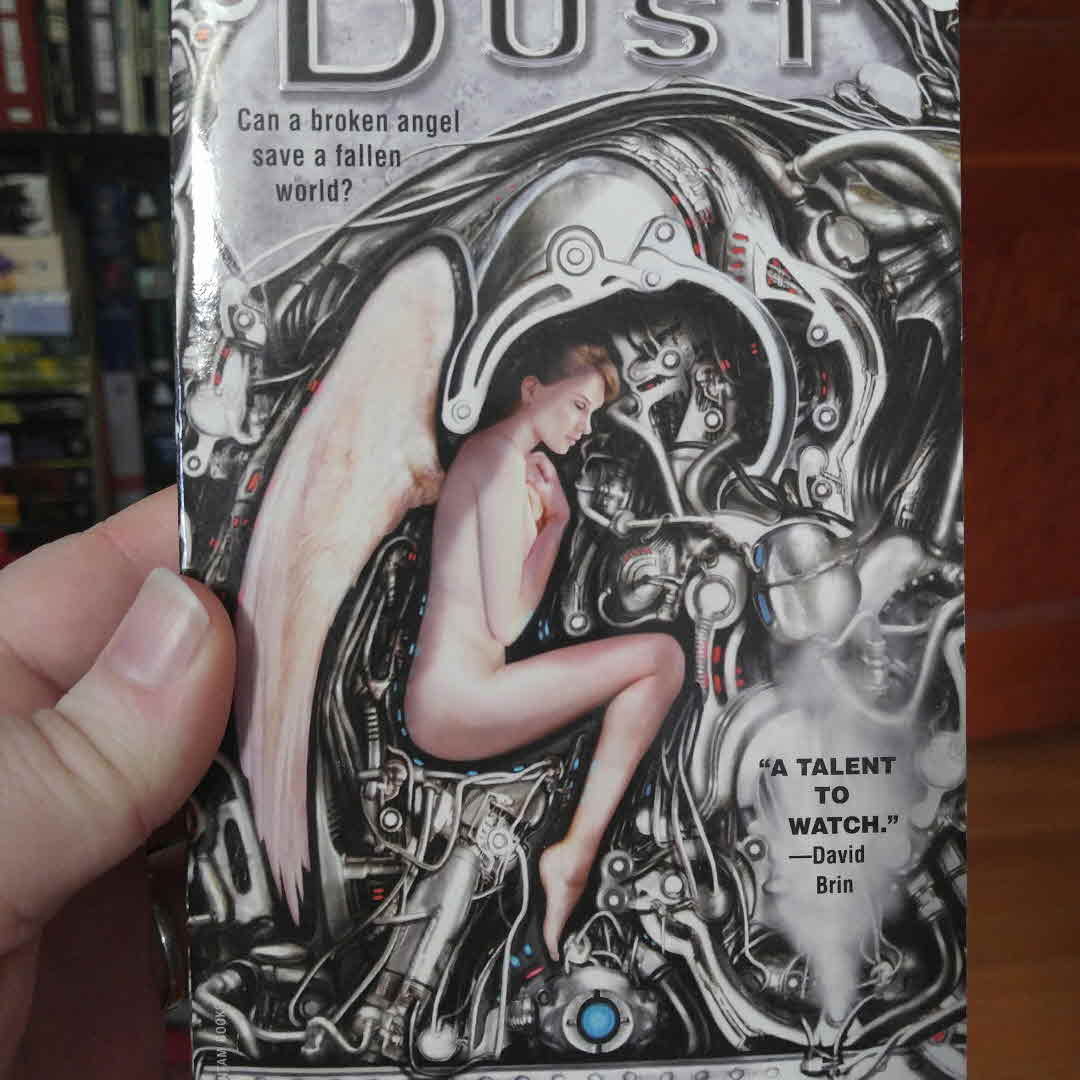 DUST
Can a broken angel
save a fallen
world?
“A TALENT
TO
WATCH.”
—David
Brin